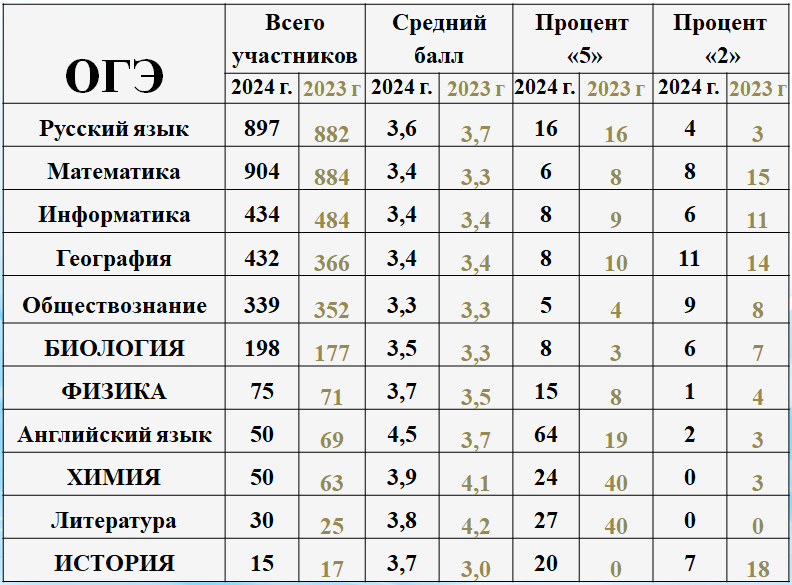 ОГЭ Всего участников Средний балл Процент «5» Процент «2»
2024 г. 2023 г 2024 г. 2023 г 2024 г. 2023 г 2024 г. 2023 г
Русский язык 897 882 3,6 3,7 16 16 4 3
Математика 904 884 3,4 3,3 6 8 8 15
Информатика 434 484 3,4 3,4 8 9 6 11
География 432 366 3,4 3,4 8 10 11 14
Обществознание 339 352 3,3 3,3 5 4 9 8
БИОЛОГИЯ 198 177 3,5 3,3 8 3 6 7
ФИЗИКА 75 71 3,7 3,5 15 8 1 4
Английский язык 50 69 4,5 3,7 64 19 2 3
ХИМИЯ 50 63 3,9 4,1 24 40 0 3
Литература 30 25 3,8 4,2 27 40 0 0
ИСТОРИЯ 15 17 3,7 3,0 20 0 7 18